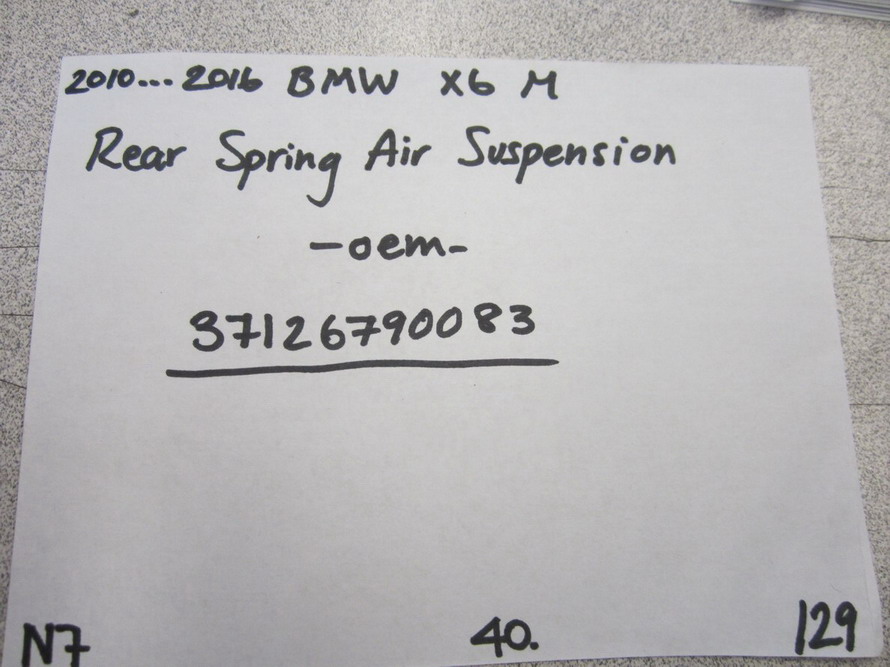 2010...2016 BMW X6 M
Rear Spring Air Suspension
-oem-
37126790083
N7 40. 129